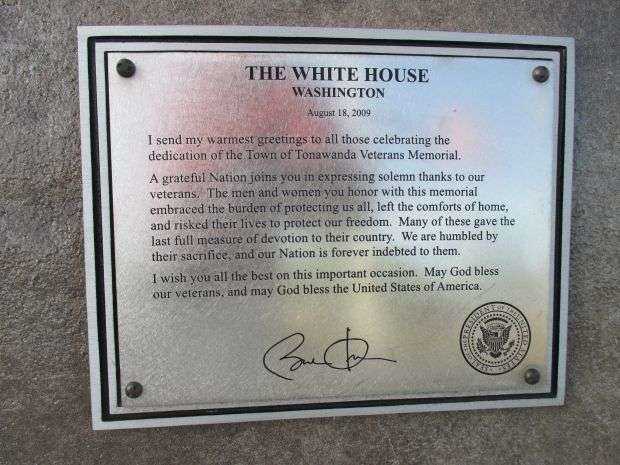 THE WHITE HOUSE
WASHINGTON
August 18, 2009
I send my warmest greetings to all those celebrating the
dedication of the Town of Tonawanda Veterans Memorial.
A grateful Nation joins you in expressing solemn thanks to our
veterans. The men and women you honor with this memorial
embraced the burden of protecting us all, left the comforts of home,
and risked their lives to protect our freedom. Many of these gave the
last full measure of devotion to their country. We are humbled by
their sacrifice, and our Nation is forever indebted to them.
I wish you all the best on this important occasion. May God bless
our veterans, and may God bless the United States of America.